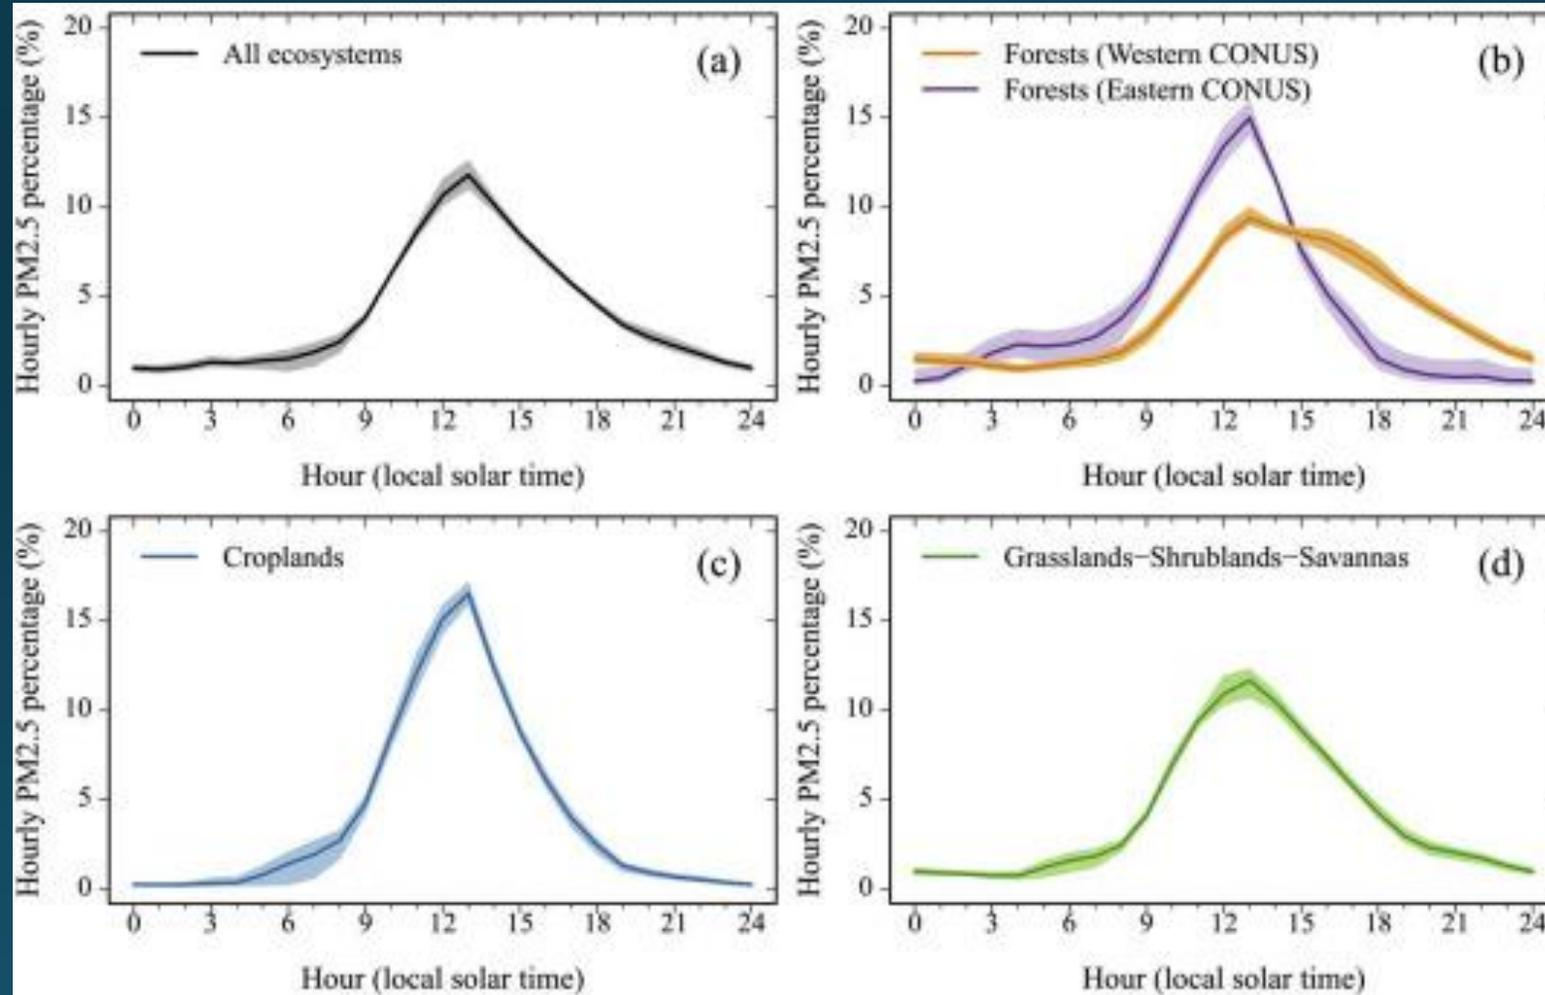 All ecosystems
(a)
Hourly PM2.5 percentage (%)
20
15
10
5
0
0 3 6 9 12 15 18 21 24
Hour (local solar time)
Forests (Western CONUS)
Forests (Eastern CONUS)
(b)
Hourly PM2.5 percentage (%)
20
15
10
5
0
0 3 6 9 12 15 18 21 24
Hour (local solar time)
Croplands
(c)
Hourly PM2.5 percentage (%)
20
15
10
5
0
0 3 6 9 12 15 18 21 24
Hour (local solar time)
Grasslands−Shrublands−Savannas
(d)
Hourly PM2.5 percentage (%)
20
15
10
5
0
0 3 6 9 12 15 18 21 24
Hour (local solar time)